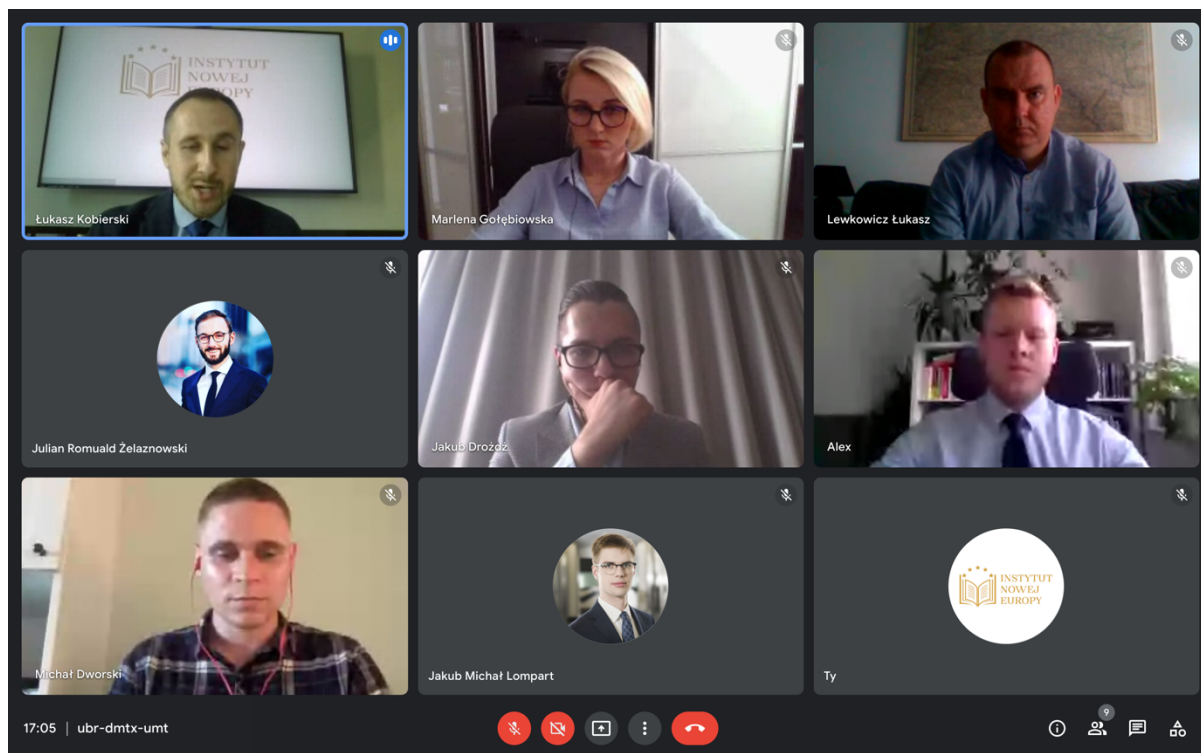 INSTYTUT
NOWEJ
EUROPY
Łukasz Kobierski
Marlena Gołębiowska
Lewkowicz Łukasz
Julian Romuald Żelaznowski
Jakub Drożdż
Alex
Michał Dworski
Jakub Michał Lompart
INSTYTUT
NOWEJ
EUROPY
Ty
17:05 | ubr-dmtx-umt
9